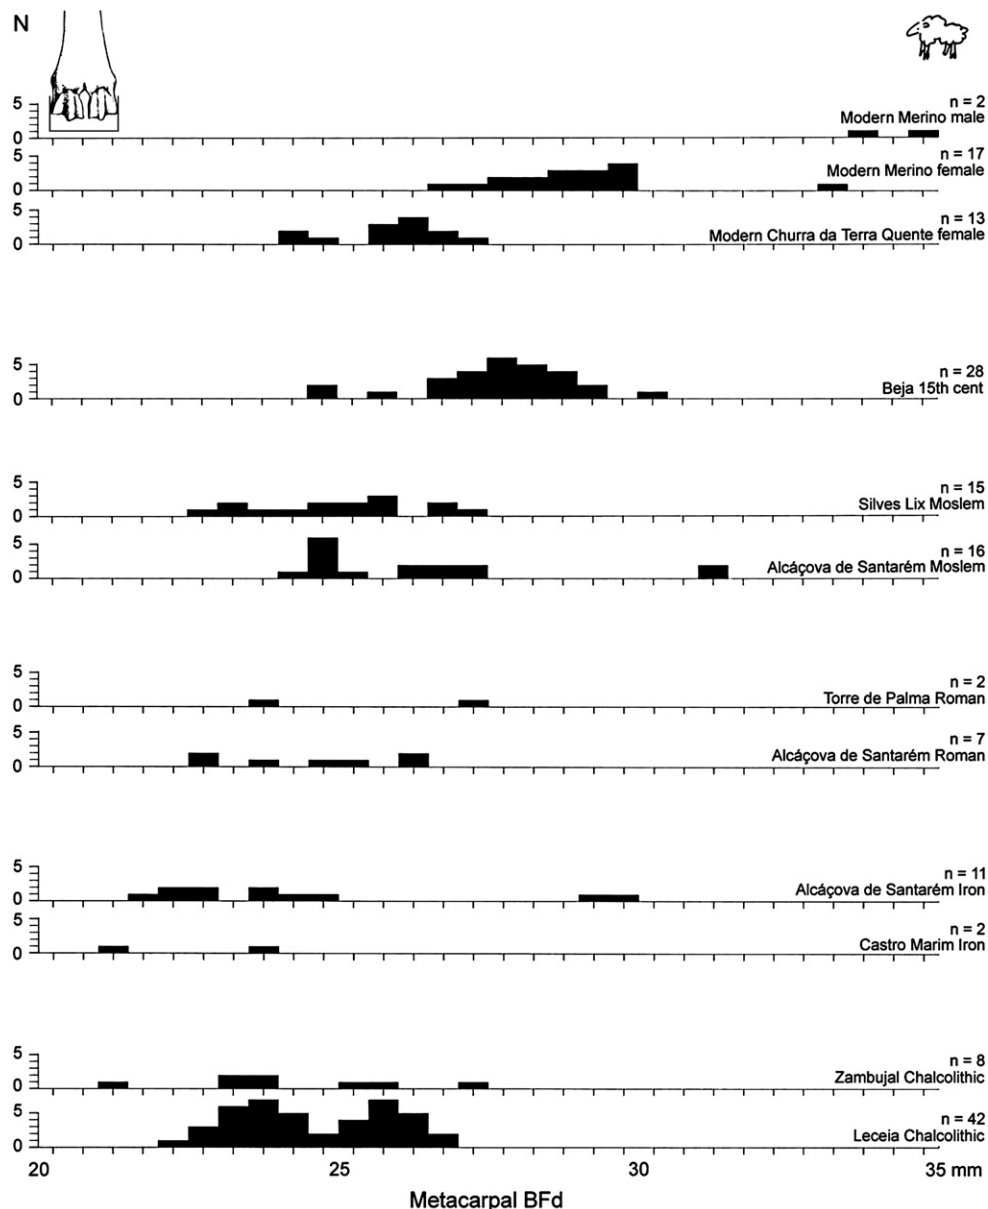 N
5
0
n = 2
Modern Merino male
5
0
n = 17
Modern Merino female
5
0
n = 13
Modern Churra da Terra Quente female
5
0
n = 28
Beja 15th cent
5
0
n = 15
Silves Lix Moslem
5
0
n = 16
Alcáçova de Santarém Moslem
5
0
n = 2
Torre de Palma Roman
5
0
n = 7
Alcáçova de Santarém Roman
5
0
n = 11
Alcáçova de Santarém Iron
5
0
n = 2
Castro Marim Iron
5
0
n = 8
Zambujal Chalcolithic
5
0
n = 42
Leceia Chalcolithic
20 25 30 35 mm
Metacarpal BFd